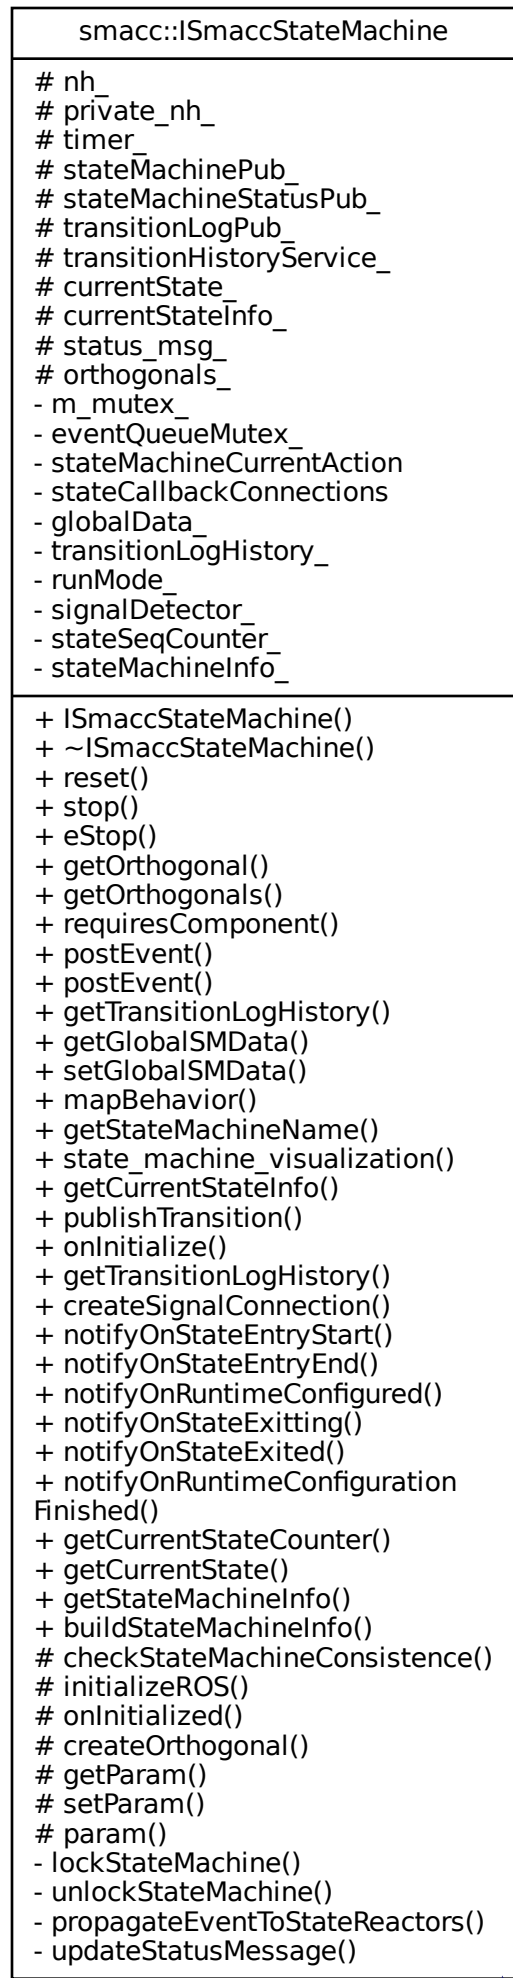 smacc::ISmaccStateMachine
# nh_
# private_nh_
# timer_
# stateMachinePub_
# stateMachineStatusPub_
# transitionLogPub_
# transitionHistoryService_
# currentState_
# currentStateInfo_
# status_msg_
# orthogonals_
- m_mutex_
- eventQueueMutex_
- stateMachineCurrentAction
- stateCallbackConnections
- globalData_
- transitionLogHistory_
- runMode_
- signalDetector_
- stateSeqCounter_
- stateMachineInfo_
+ ISmaccStateMachine()
+ ~ISmaccStateMachine()
+ reset()
+ stop()
+ eStop()
+ getOrthogonal()
+ getOrthogonals()
+ requiresComponent()
+ postEvent()
+ postEvent()
+ getTransitionLogHistory()
+ getGlobalSMData()
+ setGlobalSMData()
+ mapBehavior()
+ getStateMachineName()
+ state_machine_visualization()
+ getCurrentStateInfo()
+ publishTransition()
+ onInitialize()
+ getTransitionLogHistory()
+ createSignalConnection()
+ notifyOnStateEntryStart()
+ notifyOnStateEntryEnd()
+ notifyOnRuntimeConfigured()
+ notifyOnStateExitting()
+ notifyOnStateExited()
+ notifyOnRuntimeConfiguration
Finished()
+ getCurrentStateCounter()
+ getCurrentState()
+ getStateMachineInfo()
+ buildStateMachineInfo()
# checkStateMachineConsistence()
# initializeROS()
# onInitialized()
# createOrthogonal()
# getParam()
# setParam()
# param()
- lockStateMachine()
- unlockStateMachine()
- propagateEventToStateReactors()
- updateStatusMessage()